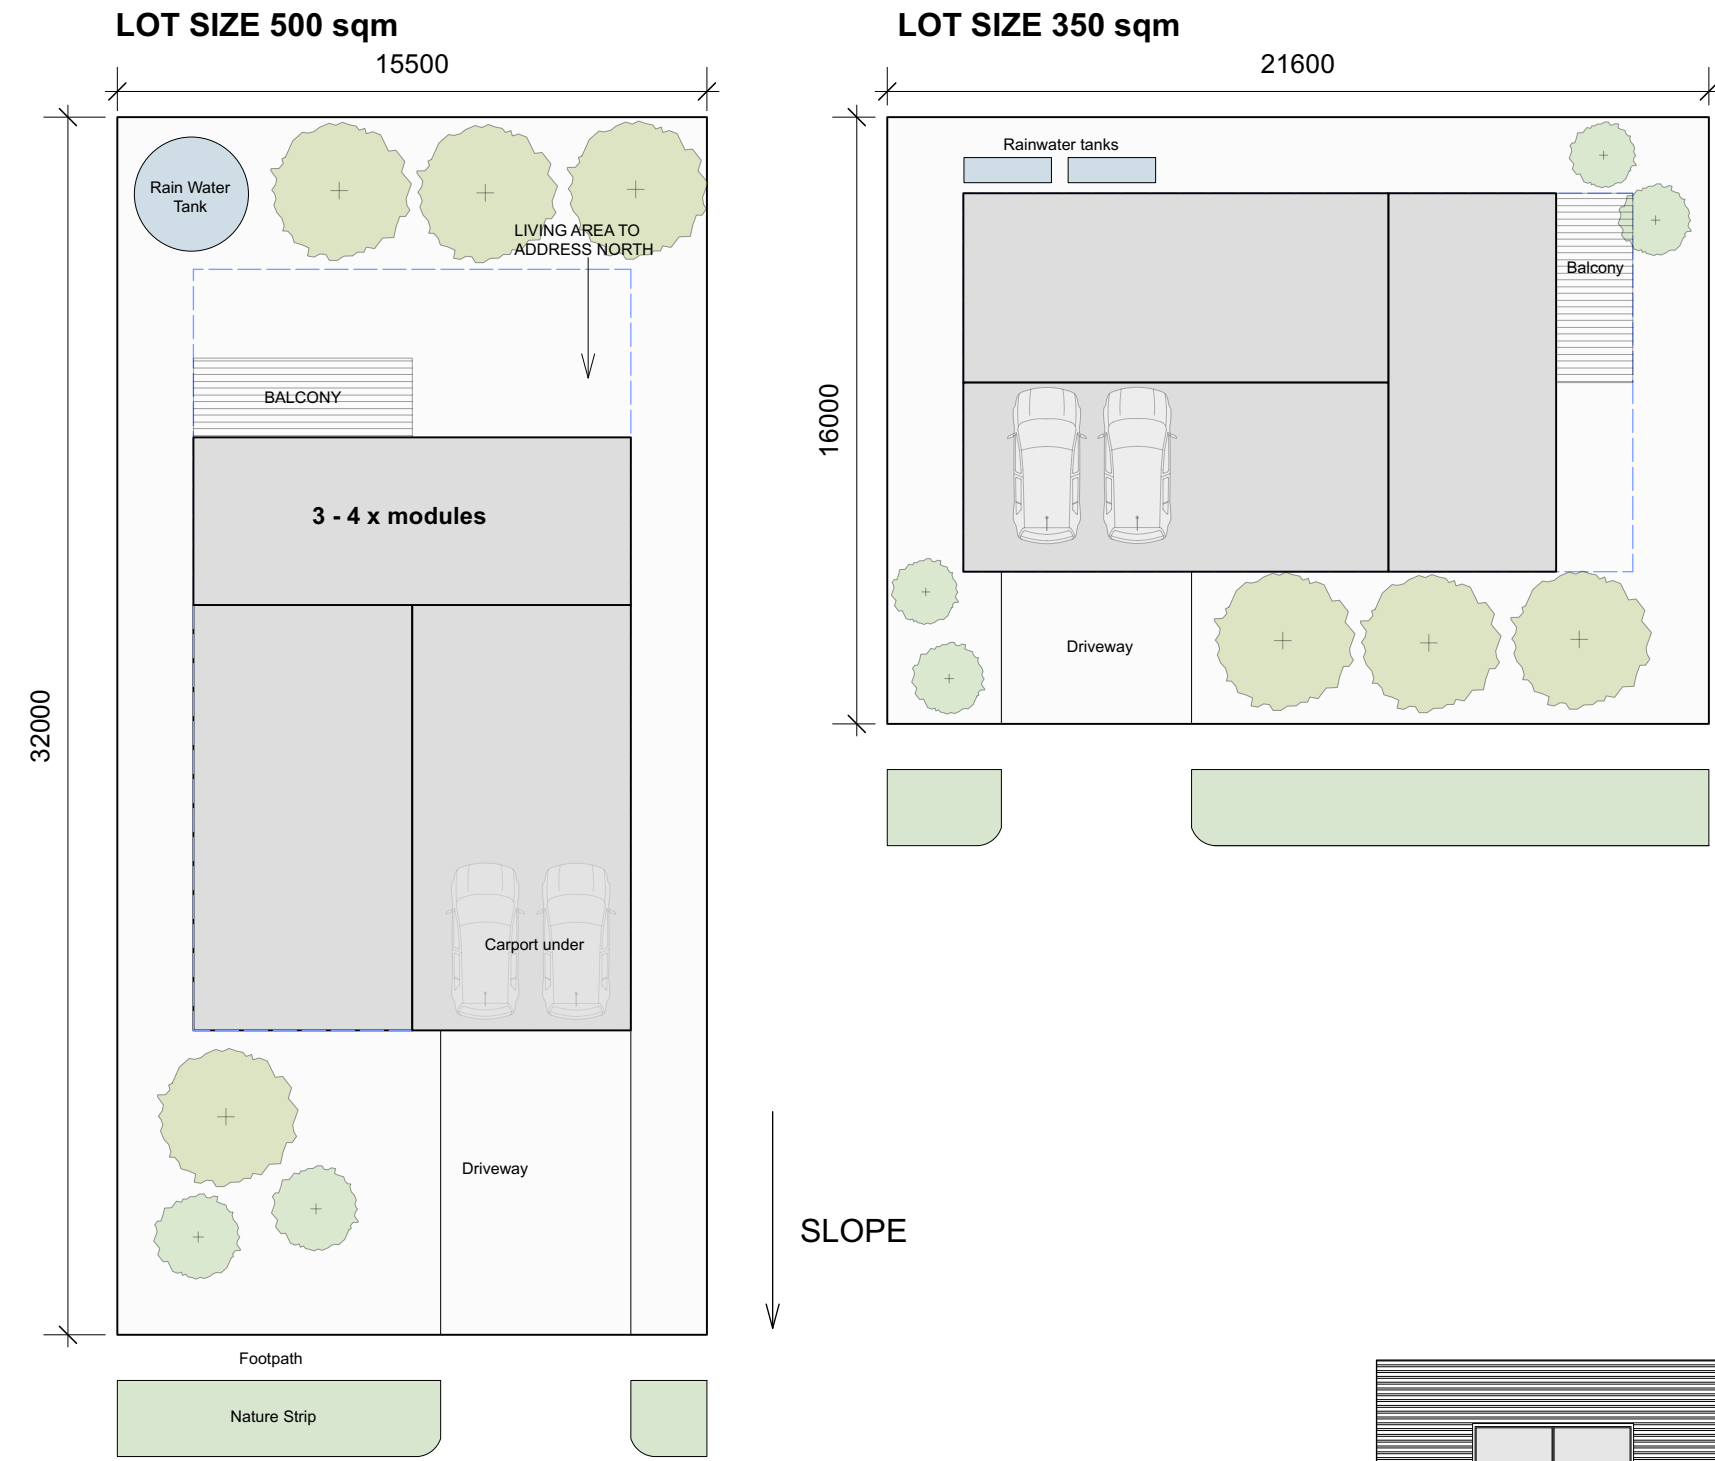 LOT SIZE 500 sqm
15500
32000
Rain Water
Tank
LIVING AREA TO
ADDRESS NORTH
BALCONY
3 - 4 x modules
Carport under
Driveway
Footpath
Nature Strip
SLOPE
LOT SIZE 350 sqm
21600
16000
Rainwater tanks
Balcony
Driveway